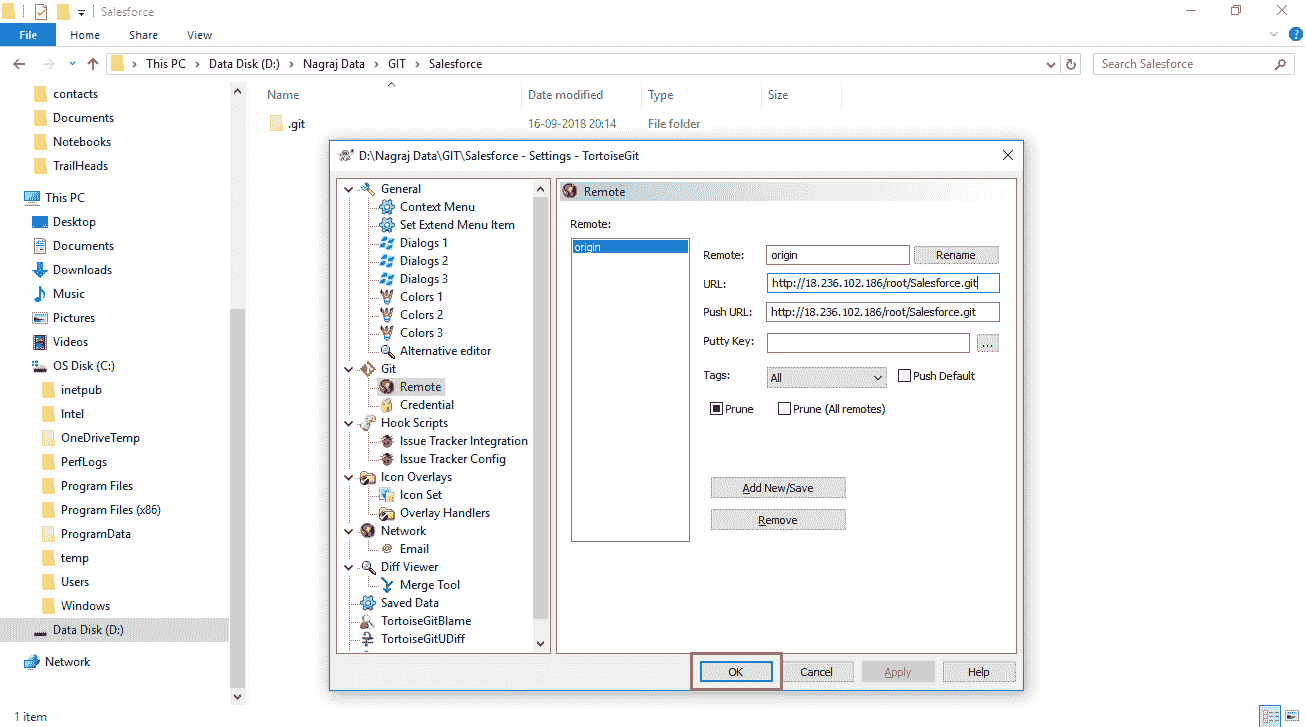 Salesforce
File Home Share View
This PC Data Disk (D:) Nagraj Data GIT Salesforce
Search Salesforce
contacts
Documents
Notebooks
TrailHeads
This PC
Desktop
Documents
Downloads
Music
Pictures
Videos
OS Disk (C:)
inetpub
Intel
OneDriveTemp
PerfLogs
Program Files
Program Files (x86)
ProgramData
temp
Users
Windows
Data Disk (D:)
Network
1 item
Name Date modified Type Size
.git 16-09-2018 20:14 File folder
D:\Nagraj Data\GIT\Salesforce - Settings - TortoiseGit
General
Context Menu
Set Extend Menu Item
Dialogs 1
Dialogs 2
Dialogs 3
Colors 1
Colors 2
Colors 3
Alternative editor
Git
Remote
Credential
Hook Scripts
Issue Tracker Integration
Issue Tracker Config
Icon Overlays
Icon Set
Overlay Handlers
Network
Email
Diff Viewer
Merge Tool
Saved Data
TortoiseGitBlame
TortoiseGitUDiff
Remote
Remote:
origin
Remote: origin Rename
URL: http://18.236.102.186/root/Salesforce.git
Push URL: http://18.236.102.186/root/Salesforce.git
Putty Key: ...
Tags: All Push Default
Prune Prune (All remotes)
Add New/Save
Remove
OK Cancel Apply Help